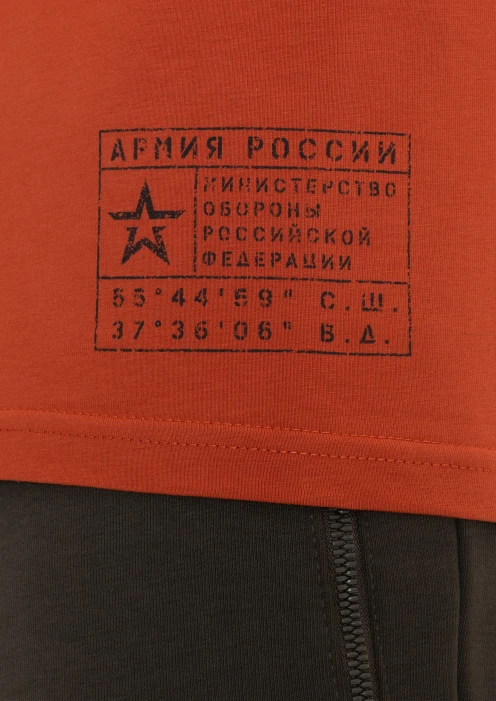 АРМИЯ РОССИИ
МИНИСТЕРСТВО
ОБОРОНЫ
РОССИЙСКОЙ
ФЕДЕРАЦИИ
55°44'59" С.Ш.
37°36'06" В.Д.